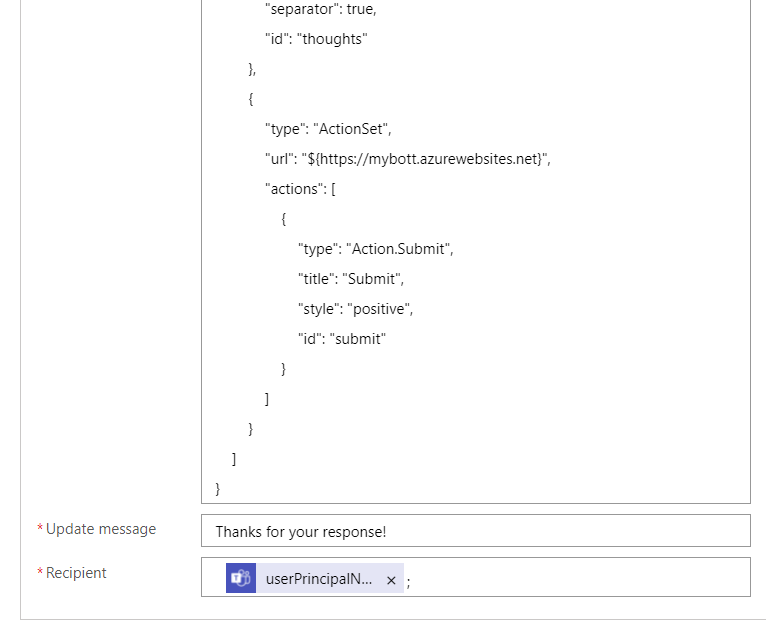 "separator": true,
"id": "thoughts"
},
{
"type": "ActionSet",
"url": "${https://mybott.azurewebsites.net}",
"actions": [
{
"type": "Action.Submit",
"title": "Submit",
"style": "positive",
"id": "submit"
}
]
}
]
}
* Update message
Thanks for your response!
* Recipient
userPrincipalN... × ;